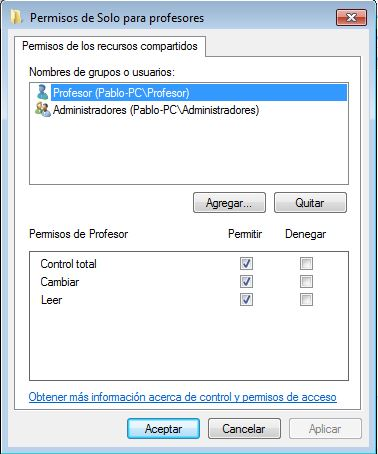 Permisos de Solo para profesores
Permisos de los recursos compartidos
Nombres de grupos o usuarios:
Profesor (Pablo-PC\Profesor)
Administradores (Pablo-PC\Administradores)
Agregar... Quitar
Permisos de Profesor Permitir Denegar
Control total
Cambiar
Leer
Obtener más información acerca de control y permisos de acceso
Aceptar Cancelar Aplicar